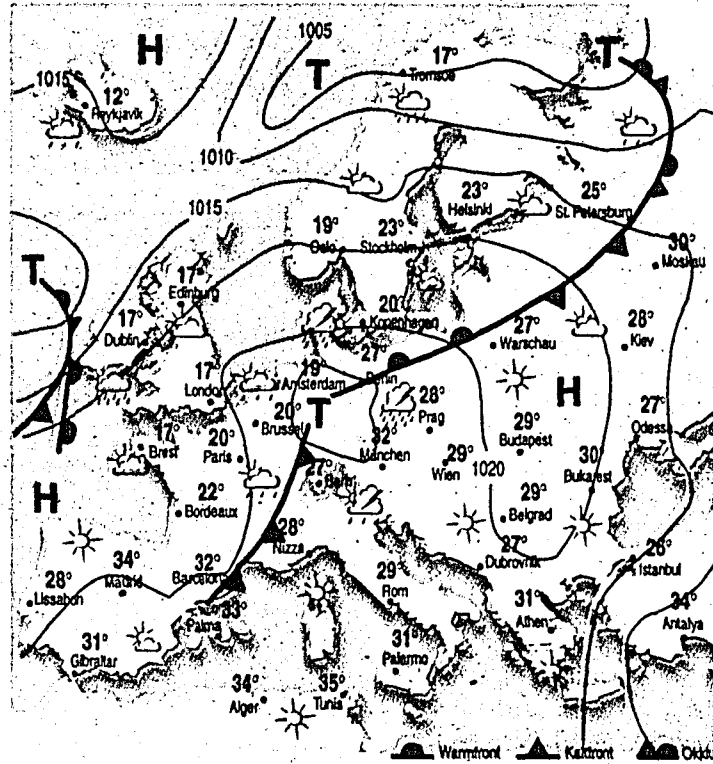 1005
H
17°
T
T
Tromsoe
1015
12°
Reykjavik
1010
1015
23°
Helsinki
25°
St. Petersburg
19°
Oslo
23°
Stockholm
30°
Moskau
T
17°
Edinburg
20°
Kopenhagen
17°
Dublin
27°
Warschau
28°
Kiev
17°
London
19°
Amsterdam
27°
Berlin
T
H
28°
Prag
27°
Odessa
20°
Brussel
17°
Brest
20°
Paris
32°
München
29°
Wien
1020
29°
Budapest
30°
Bukarest
27°
H
22°
Bordeaux
29°
Belgrad
28°
Nizza
27°
Dubrovnik
26°
Istanbul
28°
Lissabon
34°
Madrid
32°
Barcelona
33°
Palma
29°
Rom
31°
Athen
34°
Antalya
31°
Gibraltar
31°
Palermo
34°
Alger
35°
Tunis
Warmfront
Kaltfront